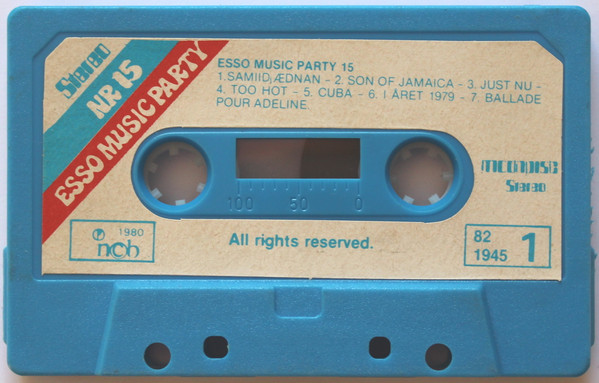 Stereo
NR 15
ESSO MUSIC PARTY
ESSO MUSIC PARTY 15
1.SAMIID ÆDNAN - 2. SON OF JAMAICA - 3. JUST NU -
4. TOO HOT - 5. CUBA - 6. I ÅRET 1979 - 7. BALLADE
POUR ADELINE.
100 50 0
Stereo
℗ 1980
ncb
All rights reserved.
82
1945
1